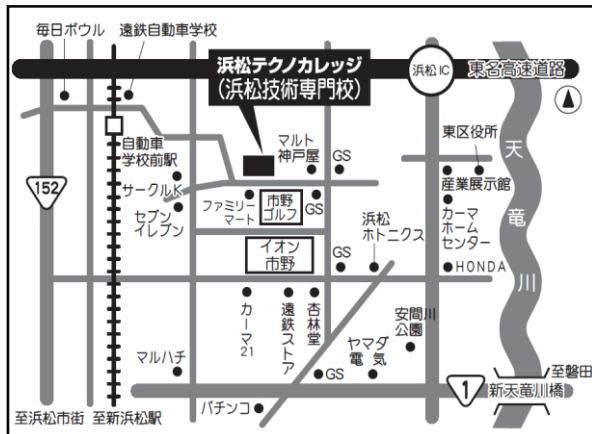 毎日ボウル
遠鉄自動車学校
浜松テクノカレッジ
(浜松技術専門校)
浜松IC
東名高速道路
自動車
学校前駅
マルト
神戸屋
GS
東区役所
産業展示館
天竜川
152
サークルK
セブン
イレブン
ファミリー
マート
市野
ゴルフ
GS
カーマ
ホーム
センター
浜松
ホトニクス
イオン
市野
GS
HONDA
カーマ21
遠鉄ストア
杏林堂
安間川
公園
マルハチ
GS
ヤマダ
電気
1
至磐田
新天竜川橋
至浜松市街
至新浜松駅
パチンコ